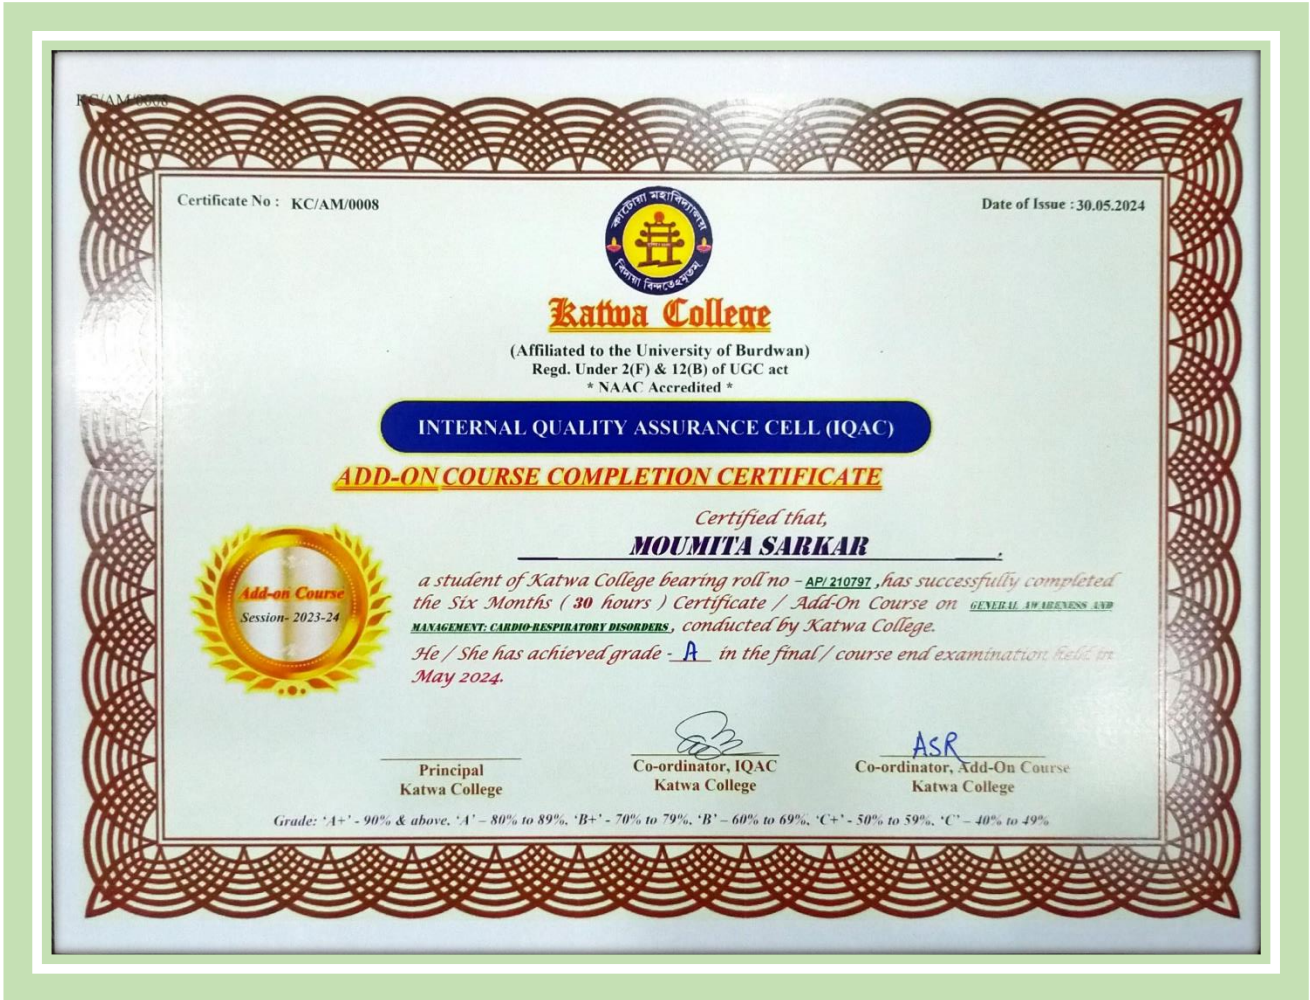 KC/AM/0008
Certificate No : KC/AM/0008
Date of Issue :30.05.2024
কাটোয়া মহাবিদ্যালয়
বিদ্যয়া বিন্দতেঽমৃতম্
Katwa College
(Affiliated to the University of Burdwan)
Regd. Under 2(F) & 12(B) of UGC act
* NAAC Accredited *
INTERNAL QUALITY ASSURANCE CELL (IQAC)
ADD-ON COURSE COMPLETION CERTIFICATE
Certified that,
MOUMITA SARKAR
a student of Katwa College bearing roll no – AP/ 210797 ,has successfully completed
the Six Months ( 30 hours ) Certificate / Add-On Course on GENERAL AWARENESS AND
MANAGEMENT: CARDIO-RESPIRATORY DISORDERS , conducted by Katwa College.
He / She has achieved grade - A in the final / course end examination held in
May 2024.
Add-on Course
Session- 2023-24
ASR
Principal
Katwa College
Co-ordinator, IQAC
Katwa College
Co-ordinator, Add-On Course
Katwa College
Grade: ‘A+’ - 90% & above, ‘A’ – 80% to 89%, ‘B+’ - 70% to 79%, ‘B’ – 60% to 69%, ‘C+’ - 50% to 59%, ‘C’ – 40% to 49%